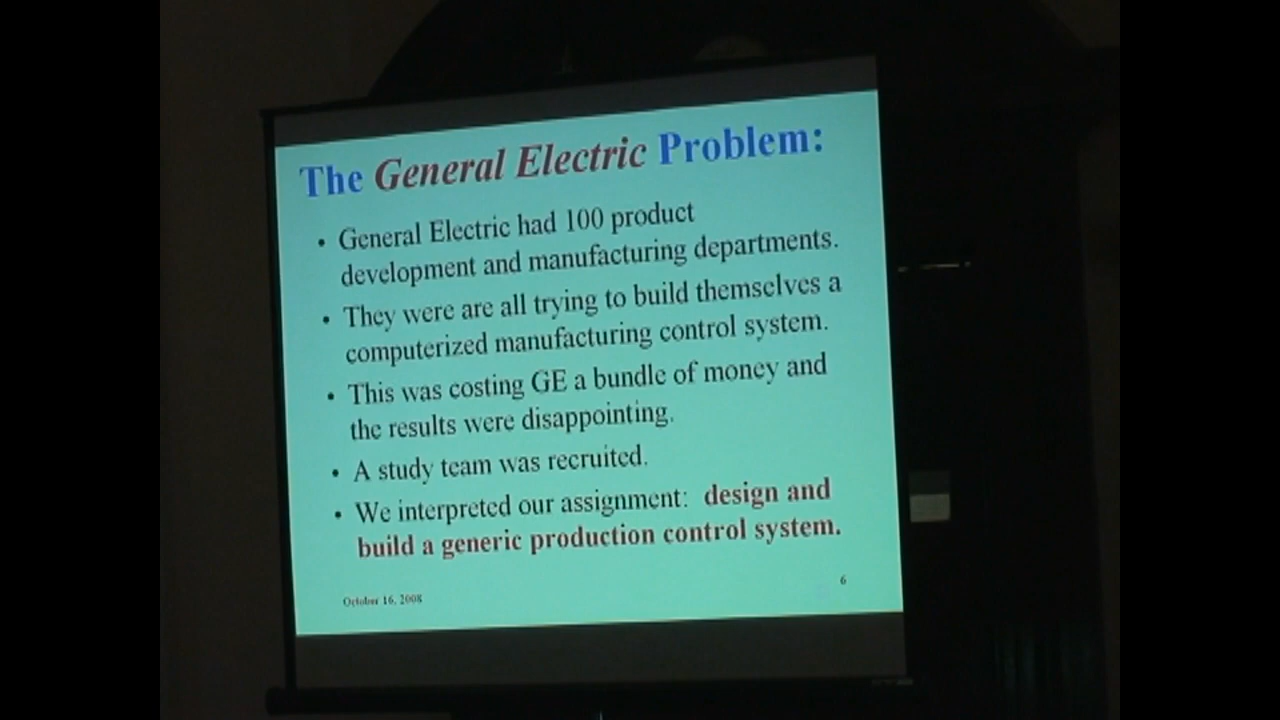 The General Electric Problem:
• General Electric had 100 product
development and manufacturing departments.
• They were are all trying to build themselves a
computerized manufacturing control system.
• This was costing GE a bundle of money and
the results were disappointing.
• A study team was recruited.
• We interpreted our assignment: design and
build a generic production control system.
6
October 16, 2008